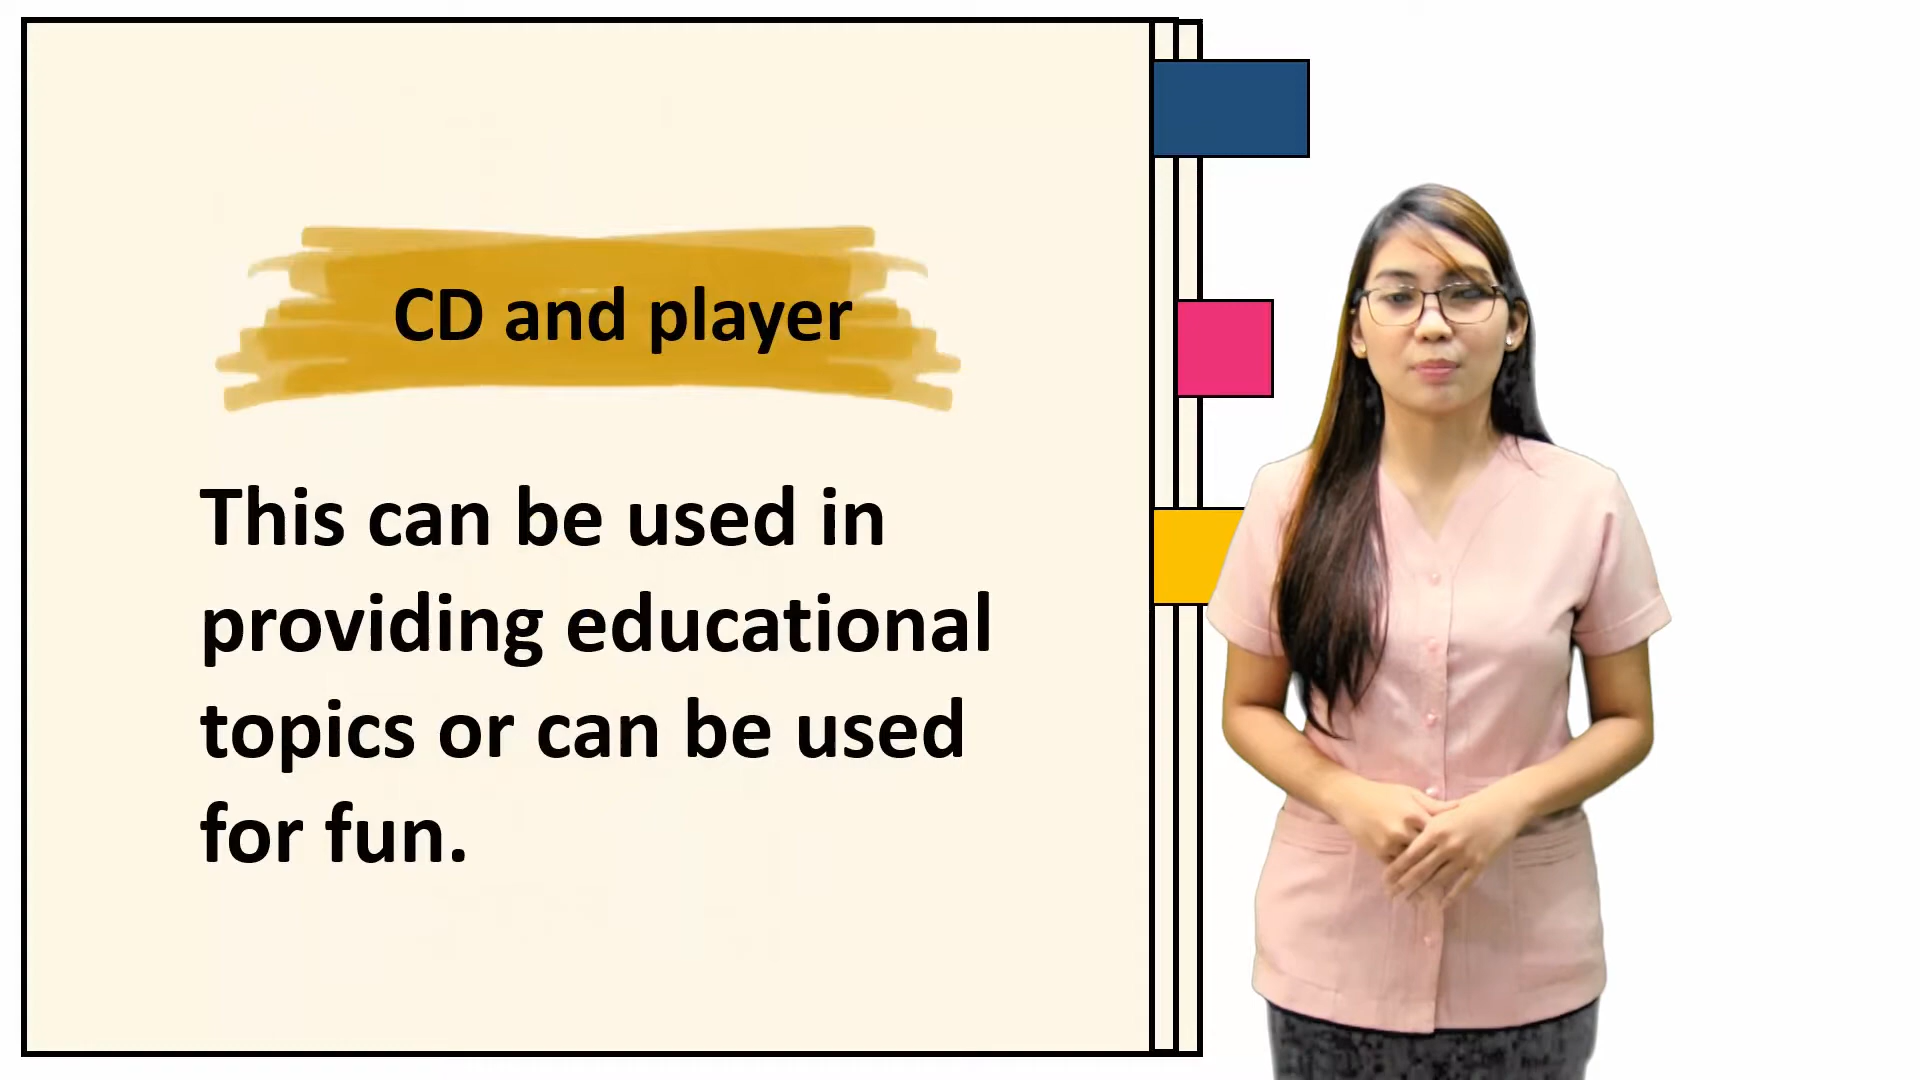 CD and player
This can be used in
providing educational
topics or can be used
for fun.